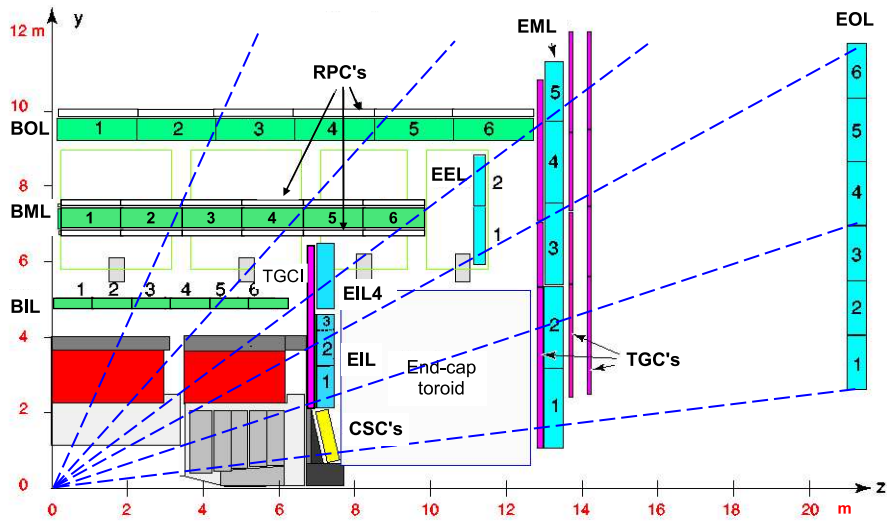 y
12 m
EML
EOL
RPC's
6
5
10
BOL
1 2 3 4 5 6
5
4
EEL
8
2
4
BML
1 2 3 4 5 6
1
3
3
6
TGCI
1 2 3 4 5 6
EIL4
2
BIL
3
2
4
2
EIL
End-cap
toroid
TGC's
1
1
2
1
CSC's
0
z
0 2 4 6 8 10 12 14 16 18 20 m